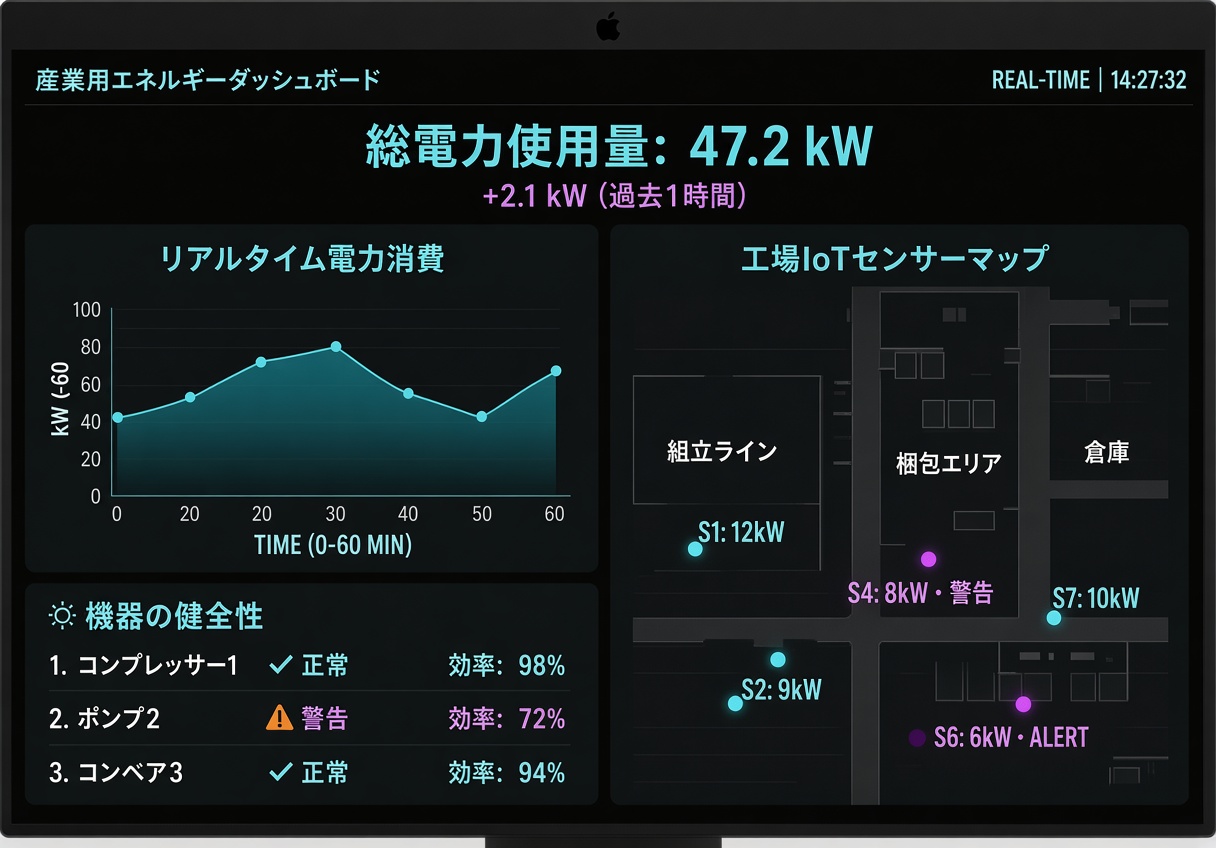 産業用エネルギーダッシュボード
REAL-TIME | 14:27:32
総電力使用量: 47.2 kW
+2.1 kW (過去1時間)
リアルタイム電力消費
100
80
60
40
20
0
kW (-60
0 20 20 30 40 50 60
TIME (0-60 MIN)
機器の健全性
1. コンプレッサー1 正常 効率: 98%
2. ポンプ2 警告 効率: 72%
3. コンベア3 正常 効率: 94%
工場IoTセンサーマップ
組立ライン
梱包エリア
倉庫
S1: 12kW
S4: 8kW・警告
S7: 10kW
S2: 9kW
S6: 6kW・ALERT